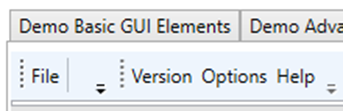 Demo Basic GUI Elements Demo Adva
File Version Options Help